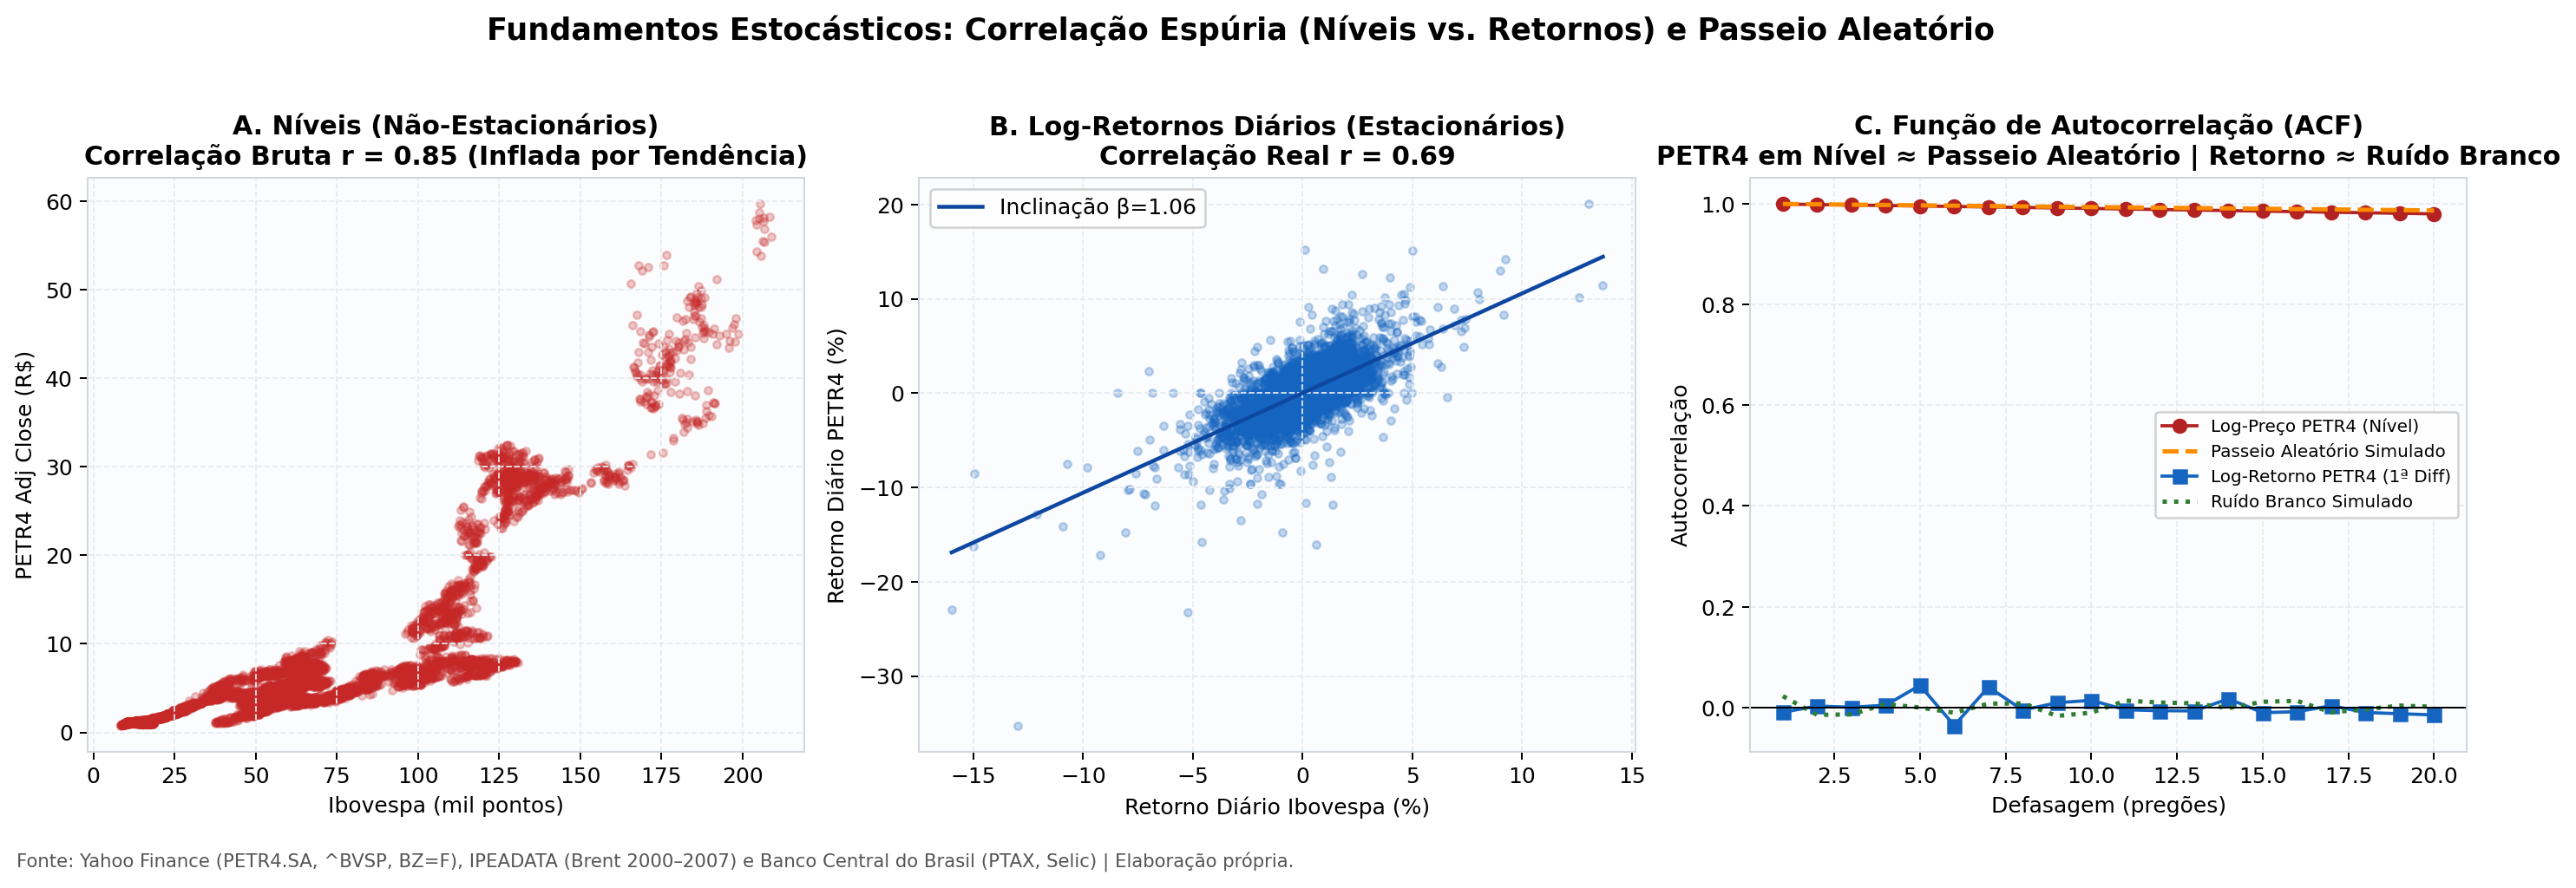 Fundamentos Estocásticos: Correlação Espúria (Níveis vs. Retornos) e Passeio Aleatório
A. Níveis (Não-Estacionários)
Correlação Bruta r = 0.85 (Inflada por Tendência)
60
50
40
30
20
10
0
PETR4 Adj Close (R$)
0 25 50 75 100 125 150 175 200
Ibovespa (mil pontos)
B. Log-Retornos Diários (Estacionários)
Correlação Real r = 0.69
Inclinação β=1.06
20
10
0
−10
−20
−30
Retorno Diário PETR4 (%)
−15 −10 −5 0 5 10 15
Retorno Diário Ibovespa (%)
C. Função de Autocorrelação (ACF)
PETR4 em Nível ≈ Passeio Aleatório | Retorno ≈ Ruído Branco
1.0
0.8
0.6
0.4
0.2
0.0
Autocorrelação
Log-Preço PETR4 (Nível)
Passeio Aleatório Simulado
Log-Retorno PETR4 (1ª Diff)
Ruído Branco Simulado
2.5 5.0 7.5 10.0 12.5 15.0 17.5 20.0
Defasagem (pregões)
Fonte: Yahoo Finance (PETR4.SA, ^BVSP, BZ=F), IPEADATA (Brent 2000–2007) e Banco Central do Brasil (PTAX, Selic) | Elaboração própria.